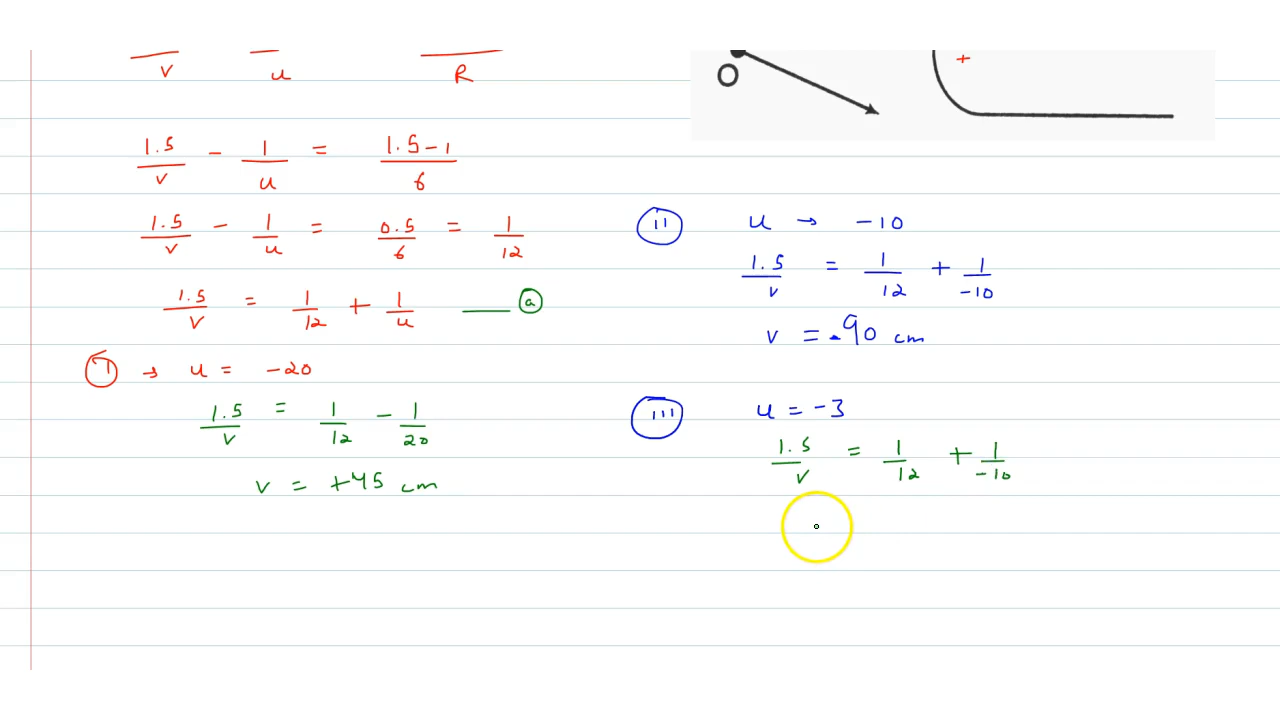 v u R
1.5/v - 1/u = 1.5-1/6
1.5/v - 1/u = 0.5/6 = 1/12
1.5/v = 1/12 + 1/u — a
I → u = -20
1.5/v = 1/12 - 1/20
v = +45 cm
O +
II u → -10
1.5/v = 1/12 + 1/-10
v = -90 cm
III u = -3
1.5/v = 1/12 + 1/-10